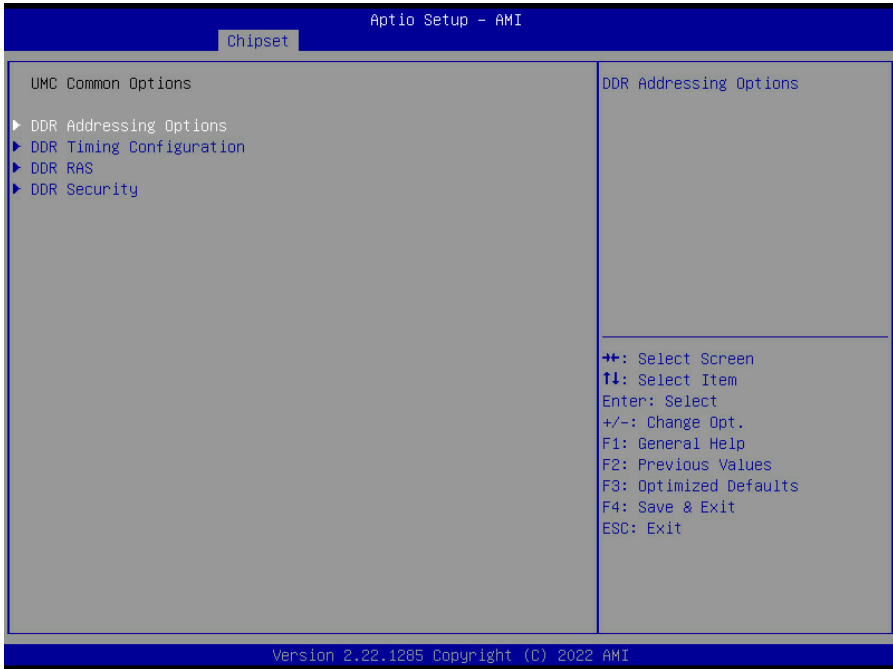 Aptio Setup – AMI
Chipset
UMC Common Options
DDR Addressing Options
DDR Timing Configuration
DDR RAS
DDR Security
DDR Addressing Options
→←: Select Screen
↑↓: Select Item
Enter: Select
+/-: Change Opt.
F1: General Help
F2: Previous Values
F3: Optimized Defaults
F4: Save & Exit
ESC: Exit
Version 2.22.1285 Copyright (C) 2022 AMI